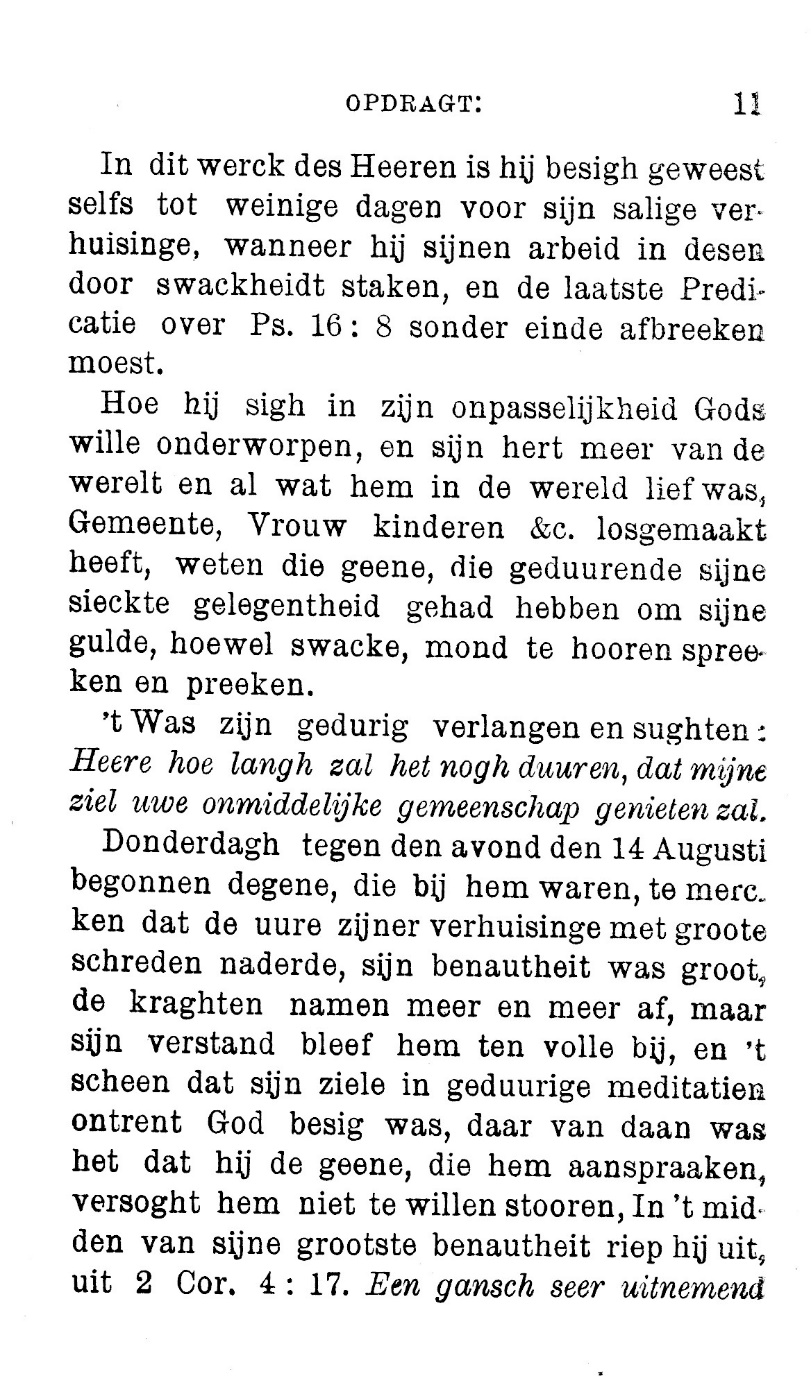 OPDRAGT: 11
In dit werck des Heeren is hij besigh geweest
selfs tot weinige dagen voor sijn salige ver-
huisinge, wanneer hij sijnen arbeid in desen
door swackheidt staken, en de laatste Predi-
catie over Ps. 16: 8 sonder einde afbreeken
moest.
Hoe hij sigh in zijn onpasselijkheid Gods
wille onderworpen, en sijn hert meer van de
werelt en al wat hem in de wereld lief was,
Gemeente, Vrouw kinderen &c. losgemaakt
heeft, weten die geene, die geduurende sijne
sieckte gelegentheid gehad hebben om sijne
gulde, hoewel swacke, mond te hooren spree-
ken en preeken.
't Was zijn gedurig verlangen en sughten:
Heere hoe langh zal het nogh duuren, dat mijne
ziel uwe onmiddelijke gemeenschap genieten zal.
Donderdagh tegen den avond den 14 Augusti
begonnen degene, die bij hem waren, te merc-
ken dat de uure zijner verhuisinge met groote
schreden naderde, sijn benautheit was groot,
de kraghten namen meer en meer af, maar
sijn verstand bleef hem ten volle bij, en 't
scheen dat sijn ziele in geduurige meditatien
ontrent God besig was, daar van daan was
het dat hij de geene, die hem aanspraaken,
versoght hem niet te willen stooren, In 't mid-
den van sijne grootste benautheit riep hij uit,
uit 2 Cor. 4: 17. Een gansch seer uitnemend